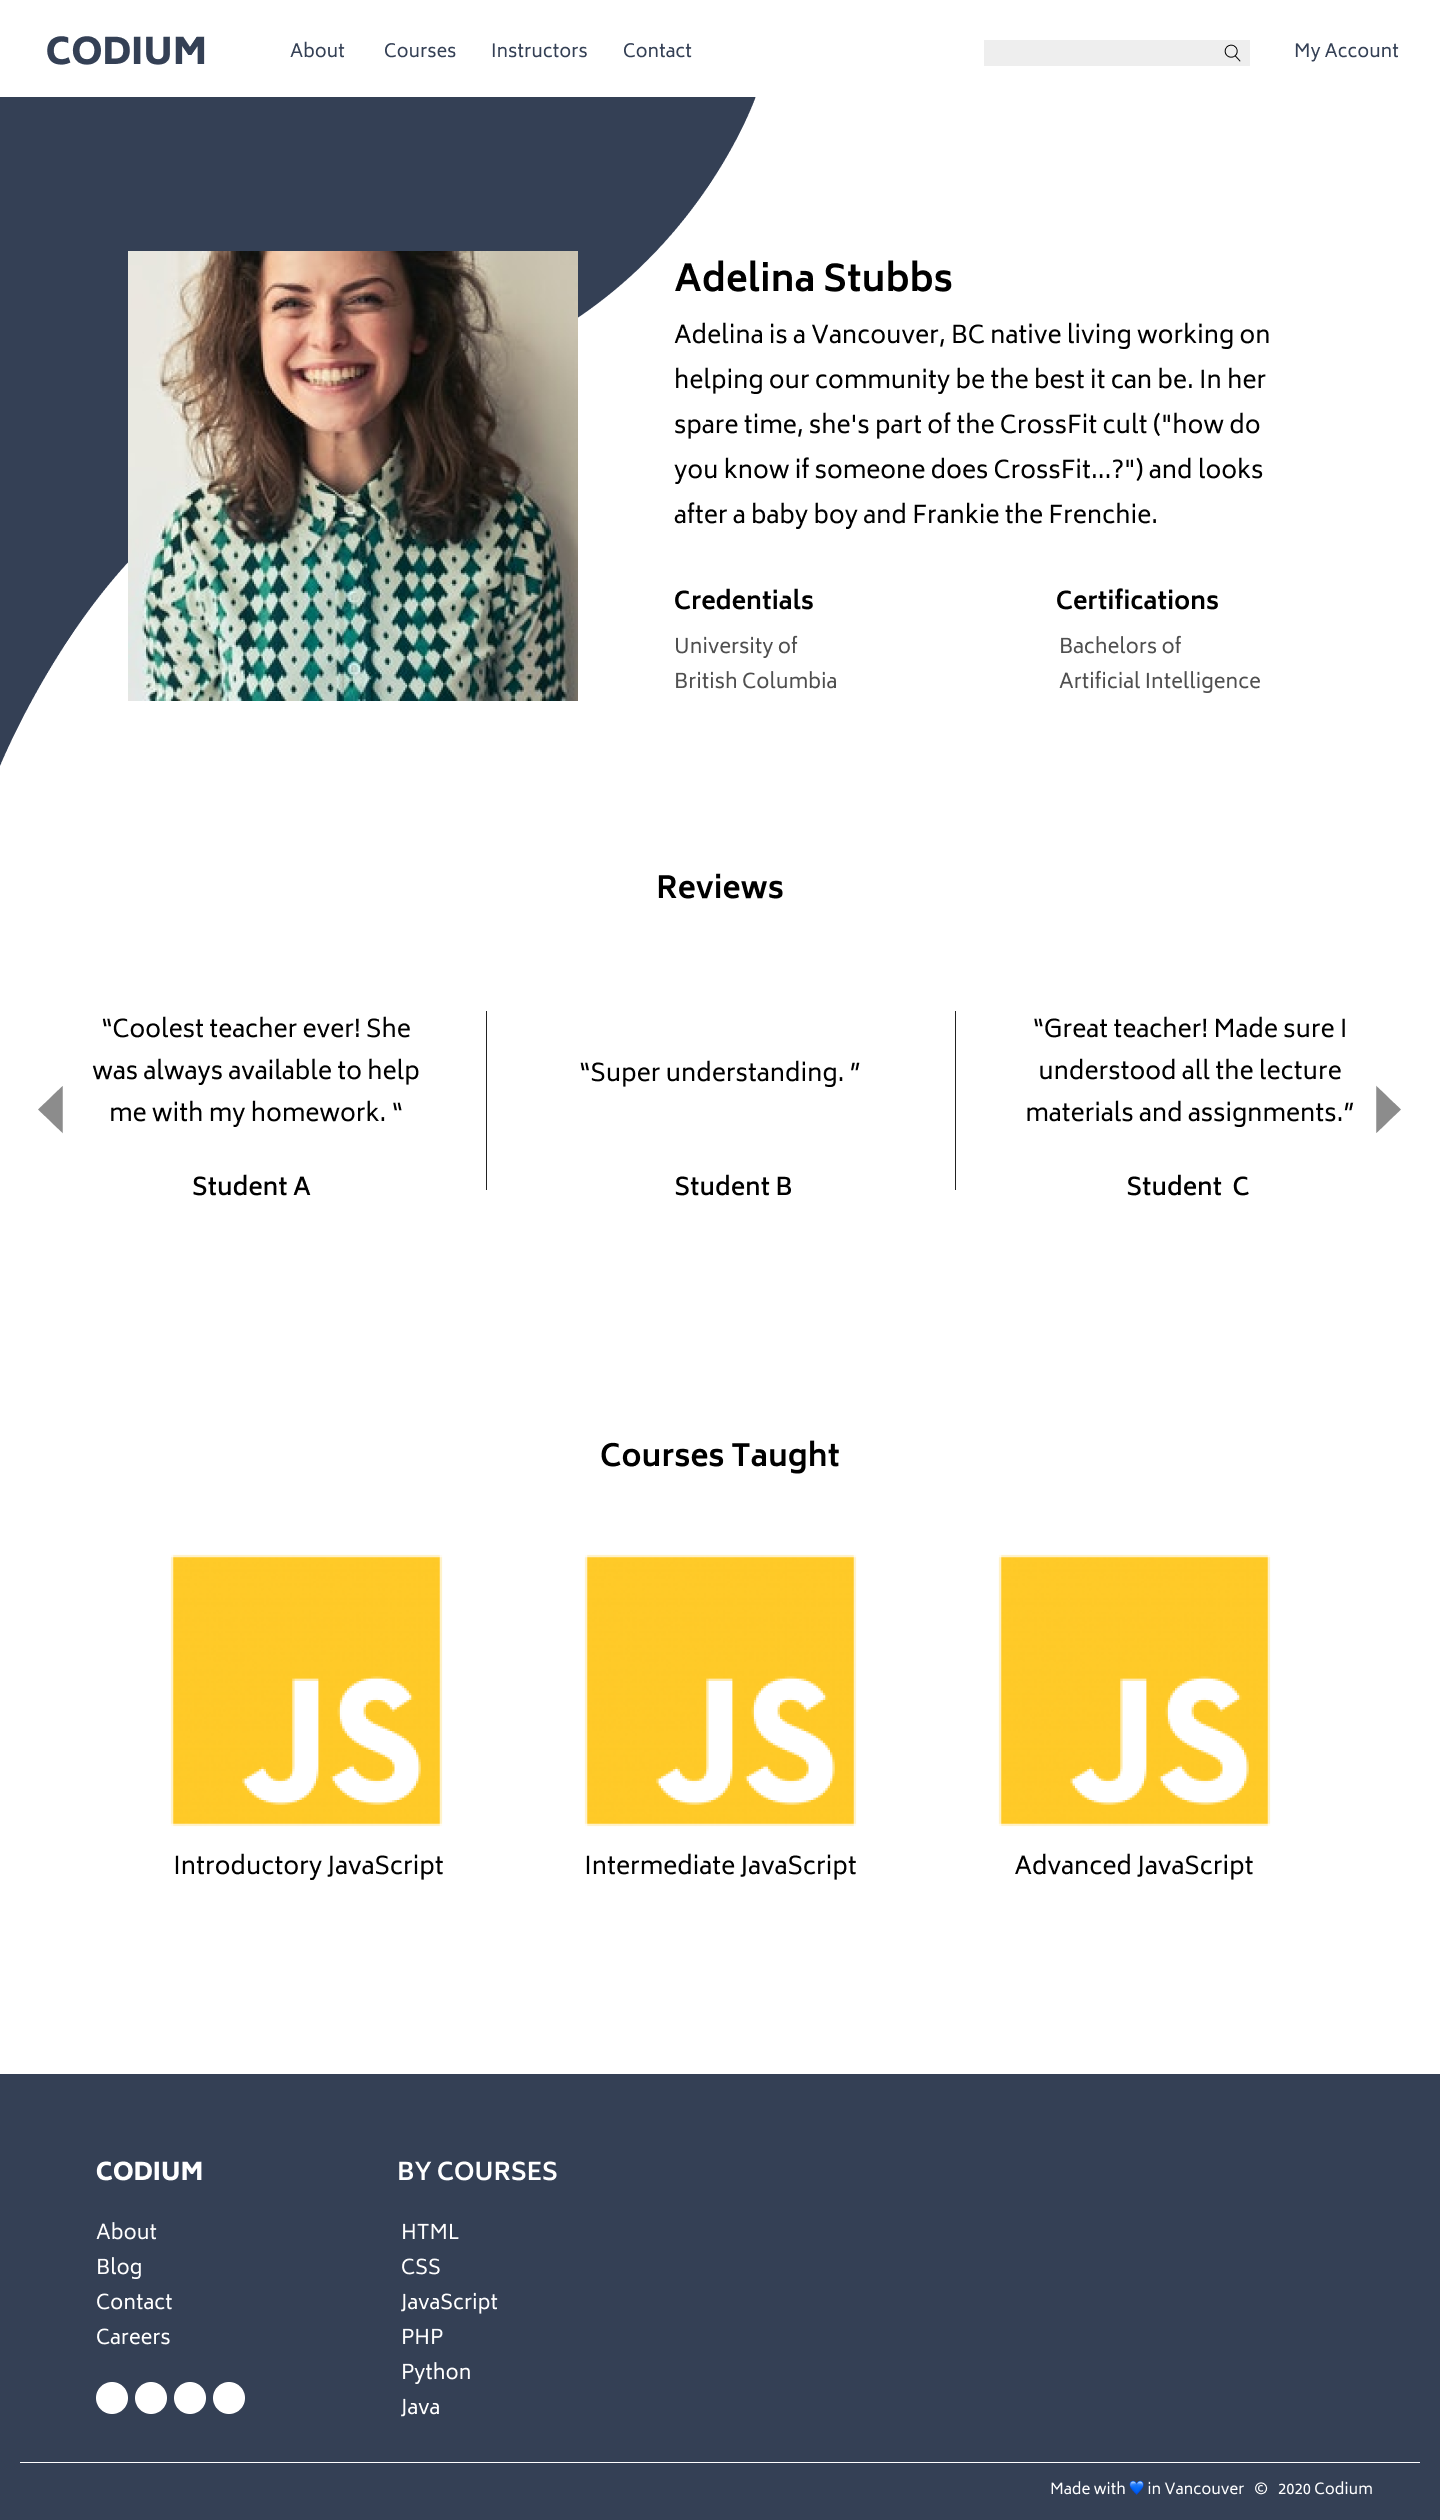 CODIUM About Courses Instructors Contact My Account
Adelina Stubbs
Adelina is a Vancouver, BC native living working on
helping our community be the best it can be. In her
spare time, she's part of the CrossFit cult ("how do
you know if someone does CrossFit...?") and looks
after a baby boy and Frankie the Frenchie.
Credentials
University of
British Columbia
Certifications
Bachelors of
Artificial Intelligence
Reviews
“Coolest teacher ever! She
was always available to help
me with my homework. “
Student A
“Super understanding. ”
Student B
“Great teacher! Made sure I
understood all the lecture
materials and assignments.”
Student  C
Courses Taught
JS
Introductory JavaScript
JS
Intermediate JavaScript
JS
Advanced JavaScript
CODIUM
About
Blog
Contact
Careers
BY COURSES
HTML
CSS
JavaScript
PHP
Python
Java
Made with 💙 in Vancouver © 2020 Codium